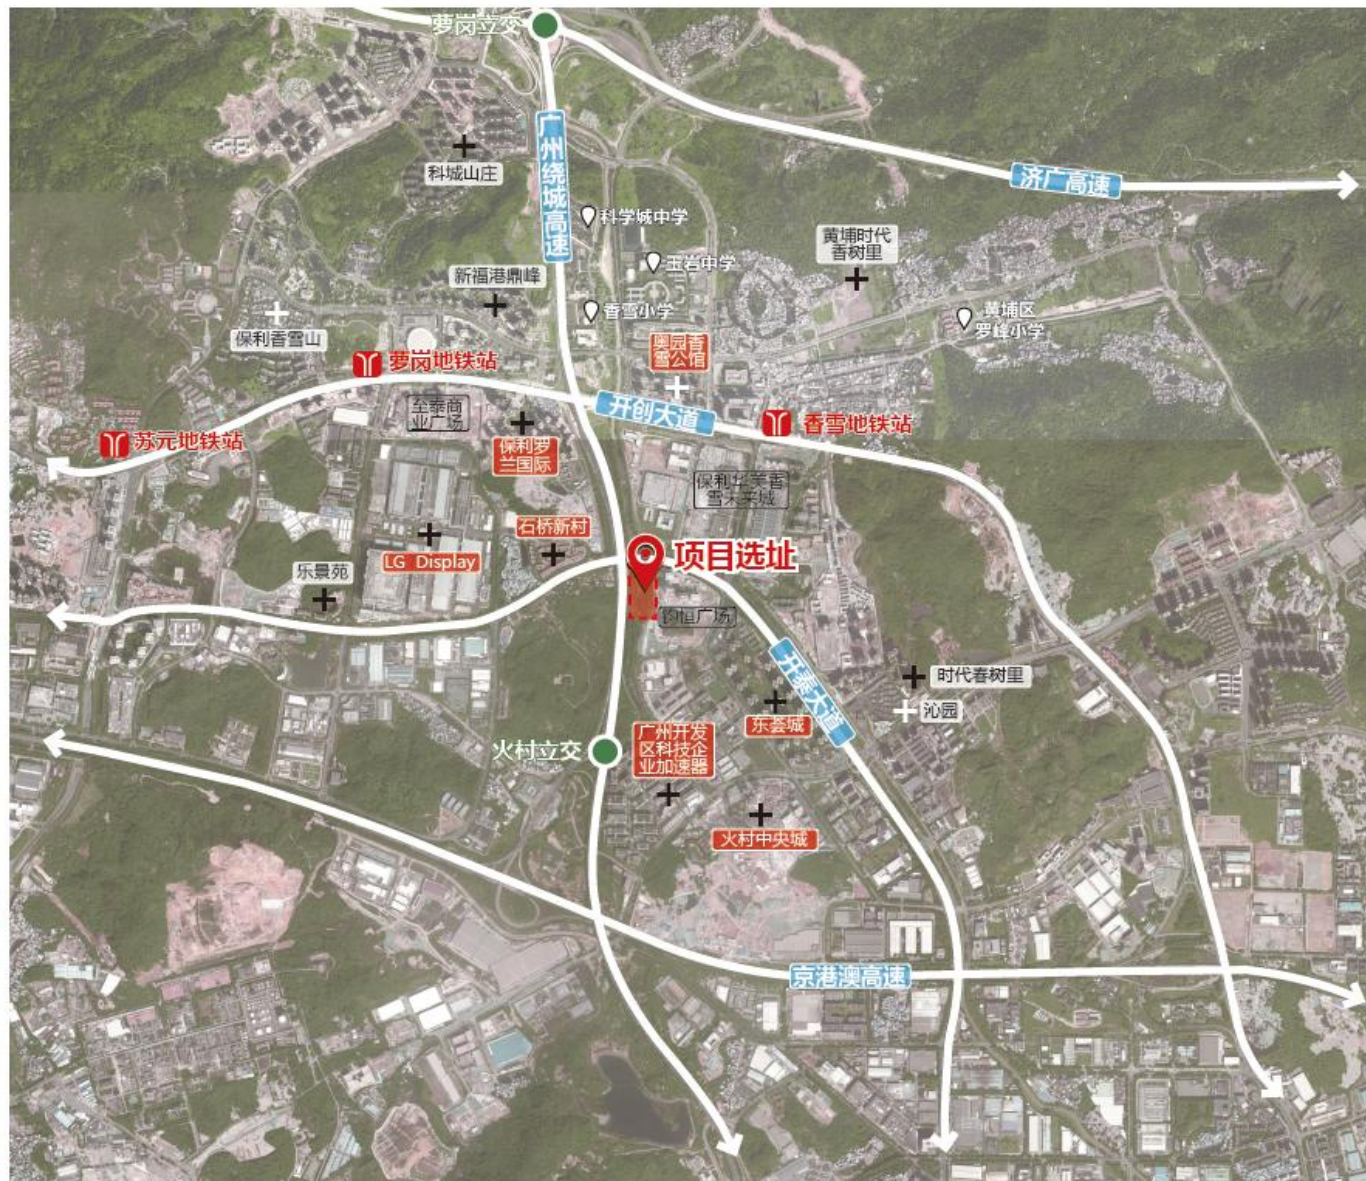 萝岗立交
广州绕城高速
济广高速
科城山庄
科学城中学
玉岩中学
黄埔时代
香树里
新福港鼎峰
香雪小学
黄埔区
罗峰小学
保利香雪山
奥园香
雪公馆
萝岗地铁站
至泰商
业广场
开创大道
香雪地铁站
苏元地铁站
保利罗
兰国际
保利华美香
雪未来城
石桥新村
LG Display
项目选址
乐景苑
钧恒广场
开泰大道
时代春树里
沁园
东荟城
火村立交
广州开发
区科技企
业加速器
火村中央城
京港澳高速